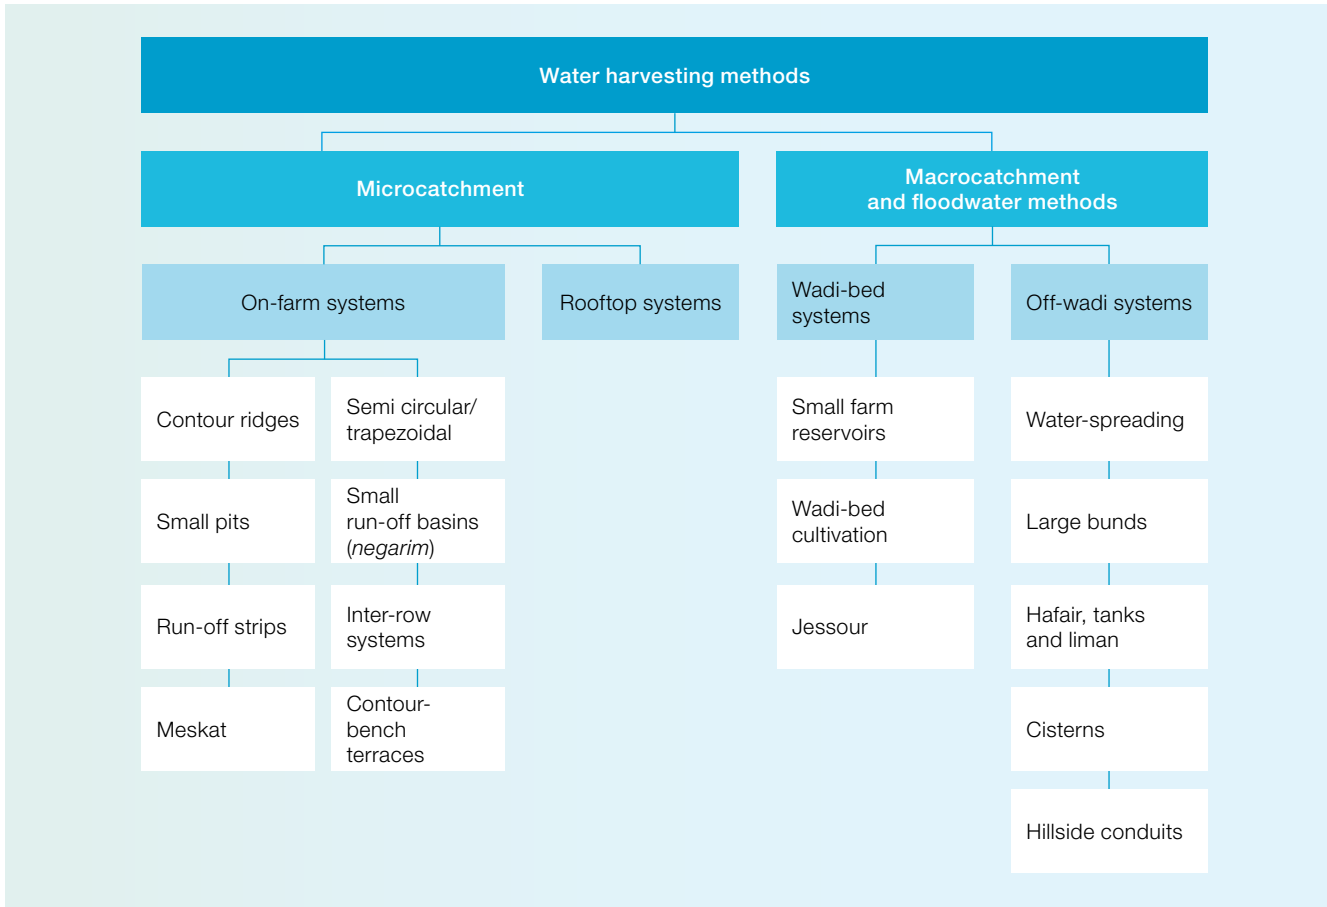 Water harvesting methods
Microcatchment
Macrocatchment
and floodwater methods
On-farm systems
Rooftop systems
Wadi-bed
systems
Off-wadi systems
Contour ridges
Small pits
Run-off strips
Meskat
Semi circular/
trapezoidal
Small
run-off basins
(negarim)
Inter-row
systems
Contour-
bench
terraces
Small farm
reservoirs
Wadi-bed
cultivation
Jessour
Water-spreading
Large bunds
Hafair, tanks
and liman
Cisterns
Hillside conduits